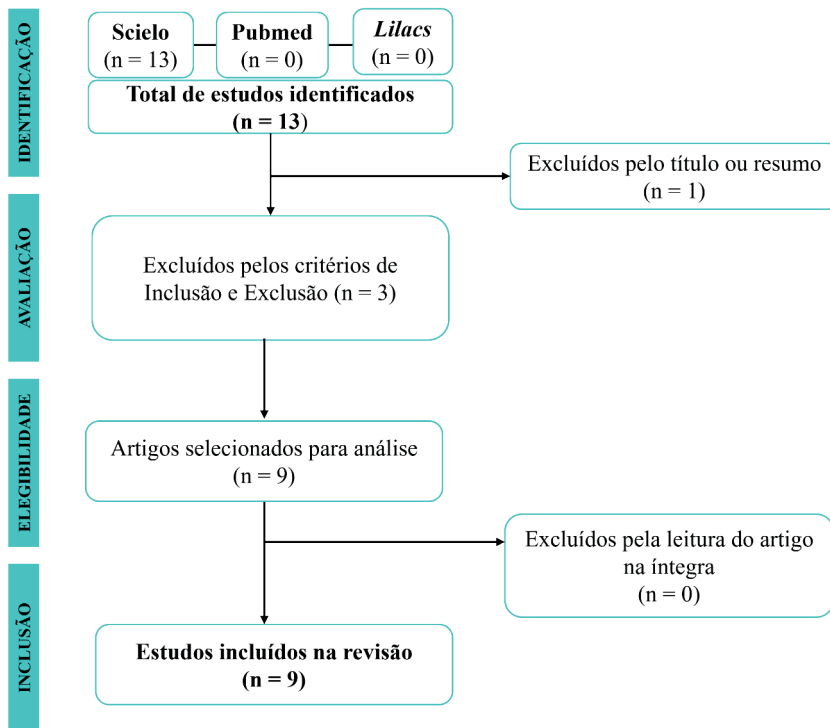 IDENTIFICAÇÃO
Scielo
(n = 13)
Pubmed
(n = 0)
Lilacs
(n = 0)
Total de estudos identificados
(n = 13)
Excluídos pelo título ou resumo
(n = 1)
AVALIAÇÃO
Excluídos pelos critérios de
Inclusão e Exclusão (n = 3)
ELEGIBILIDADE
Artigos selecionados para análise
(n = 9)
Excluídos pela leitura do artigo
na íntegra
(n = 0)
INCLUSÃO
Estudos incluídos na revisão
(n = 9)